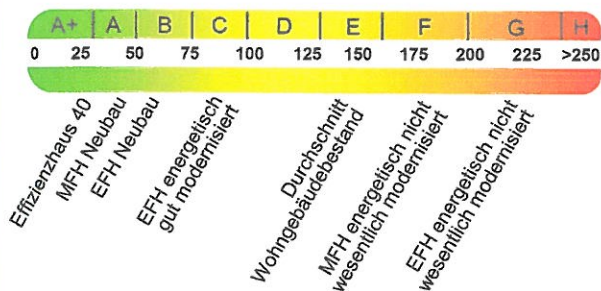 A+ A B C D E F G H
0 25 50 75 100 125 150 175 200 225 >250
Effizienzhaus 40
MFH Neubau
EFH Neubau
EFH energetisch
gut modernisiert
Durchschnitt
Wohngebäudebestand
MFH energetisch nicht
wesentlich modernisiert
EFH energetisch nicht
wesentlich modernisiert